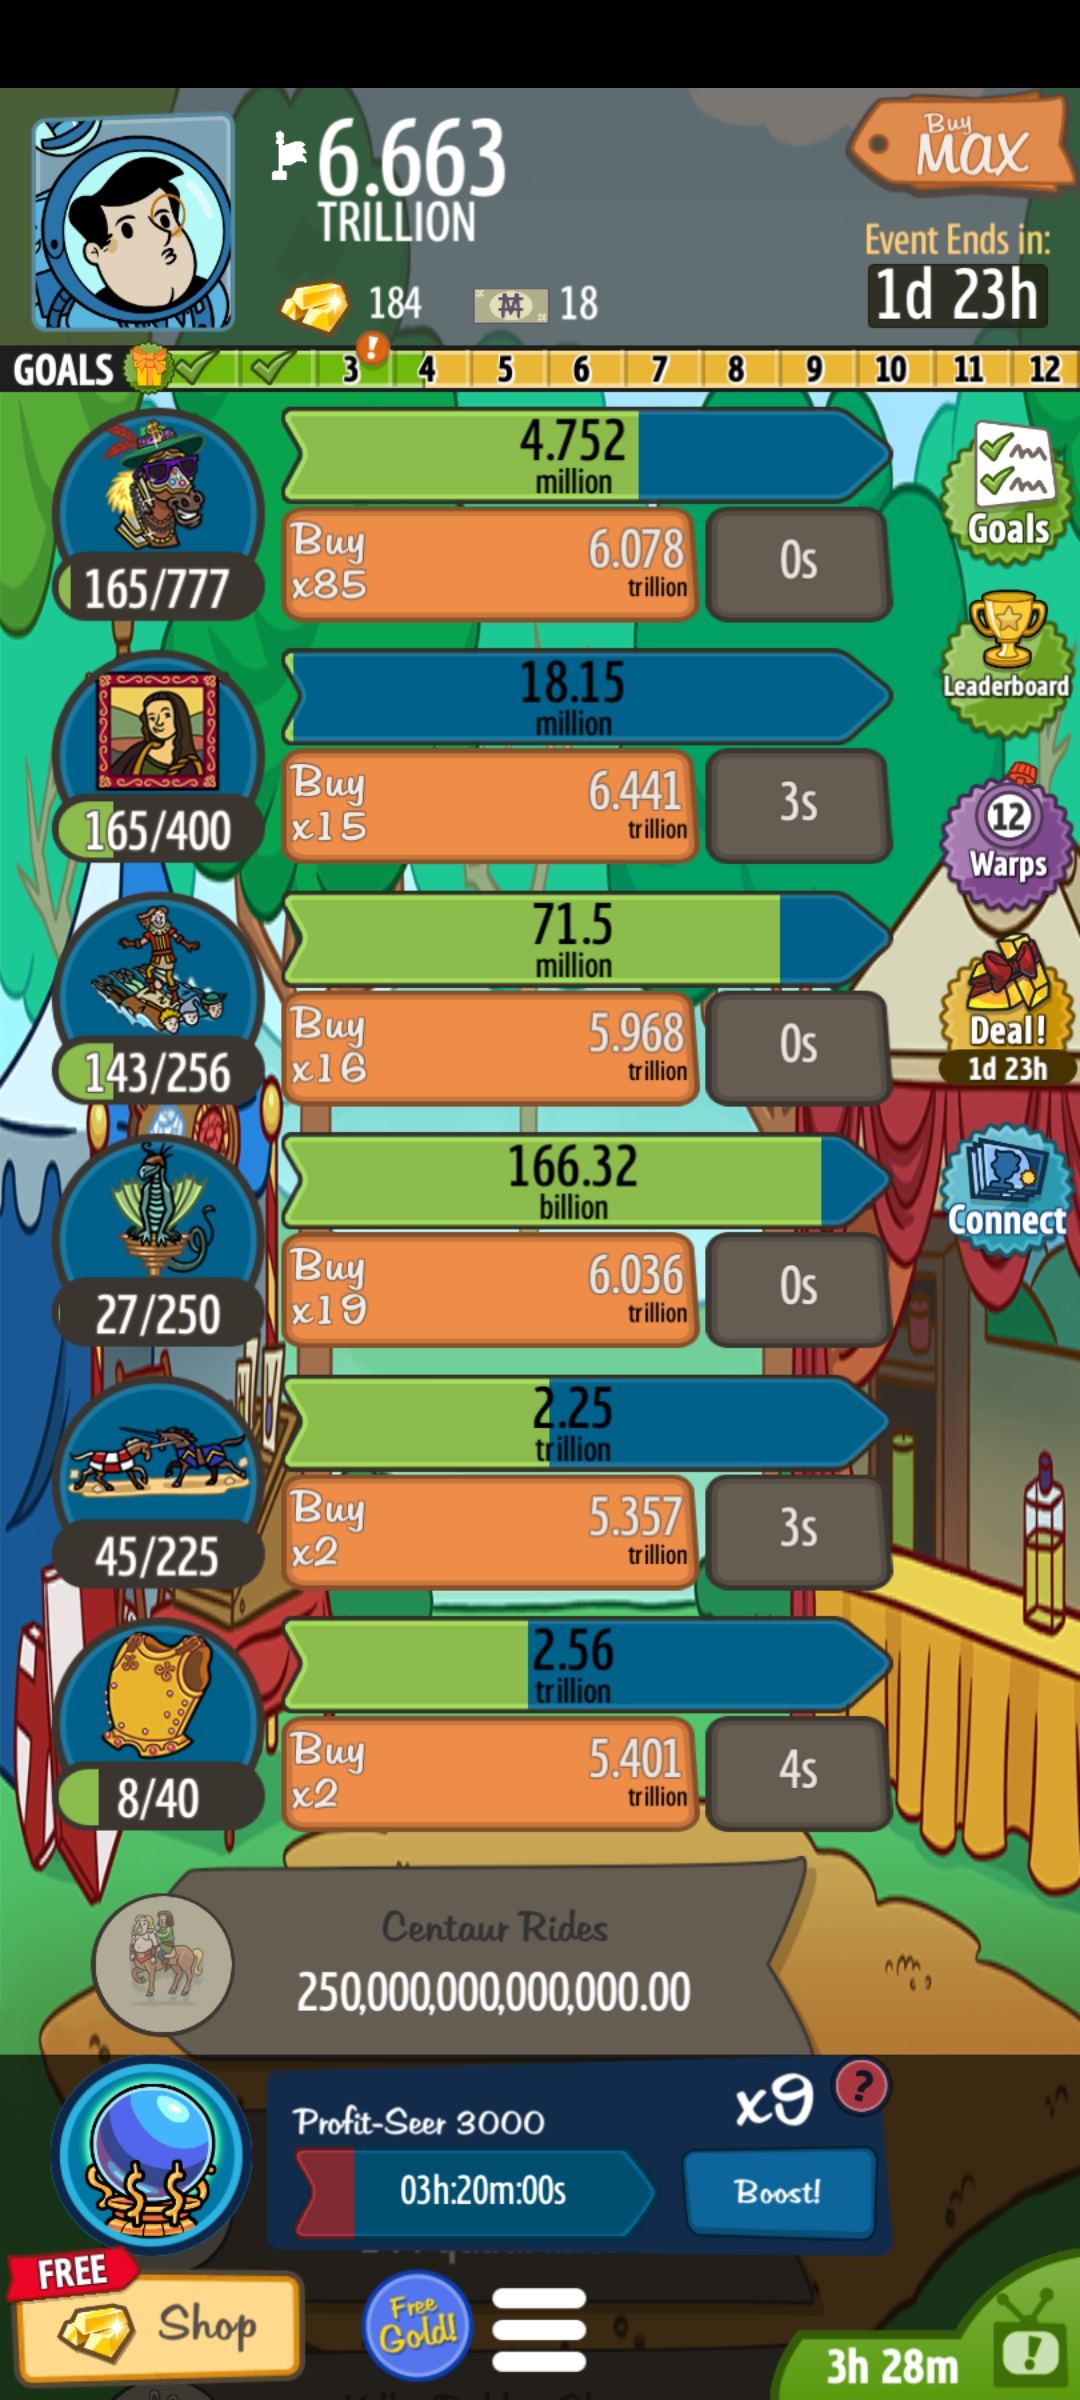 6.663
TRILLION
Buy
MAX
Event Ends in:
1d 23h
184
18
GOALS
3
!
4
5
6
7
8
9
10
11
12
4.752
million
Buy
x85
6.078
trillion
0s
165/777
Goals
18.15
million
Buy
x15
6.441
trillion
3s
165/400
Leaderboard
12
Warps
71.5
million
Buy
x16
5.968
trillion
0s
143/256
Deal!
1d 23h
166.32
billion
Buy
x19
6.036
trillion
0s
27/250
Connect
2.25
trillion
Buy
x2
5.357
trillion
3s
45/225
2.56
trillion
Buy
x2
5.401
trillion
4s
8/40
Centaur Rides
250,000,000,000,000.00
Profit-Seer 3000
x9
?
03h:20m:00s
Boost!
FREE
Shop
Free
Gold!
3h 28m
!